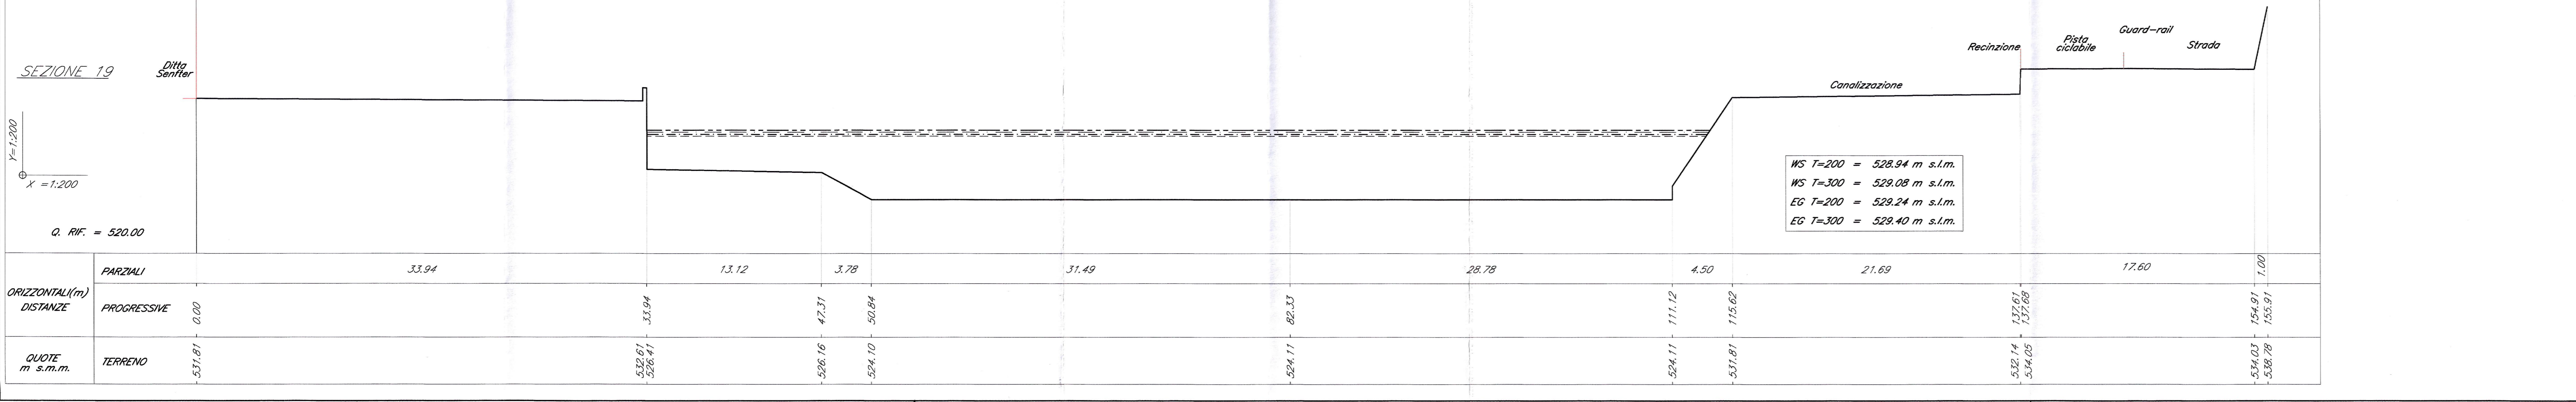 SEZIONE 19
Ditta
Senfter
Recinzione
Pista
ciclabile
Guard-rail
Strada
Canalizzazione
Y=1:200
X =1:200
WS T=200 = 528.94 m s.l.m.
WS T=300 = 529.08 m s.l.m.
EG T=200 = 529.24 m s.l.m.
EG T=300 = 529.40 m s.l.m.
Q. RIF. = 520.00
ORIZZONTALI(m)
DISTANZE
PARZIALI
33.94 13.12 3.78 31.49 28.78 4.50 21.69 17.60 1.00
PROGRESSIVE
0.00 33.94 47.31 50.84 82.33 111.12 115.62 137.61 137.68 154.91 155.91
QUOTE
m s.m.m.
TERRENO
531.81 532.61 526.41 526.16 524.10 524.11 524.11 531.81 532.14 534.05 534.03 538.78